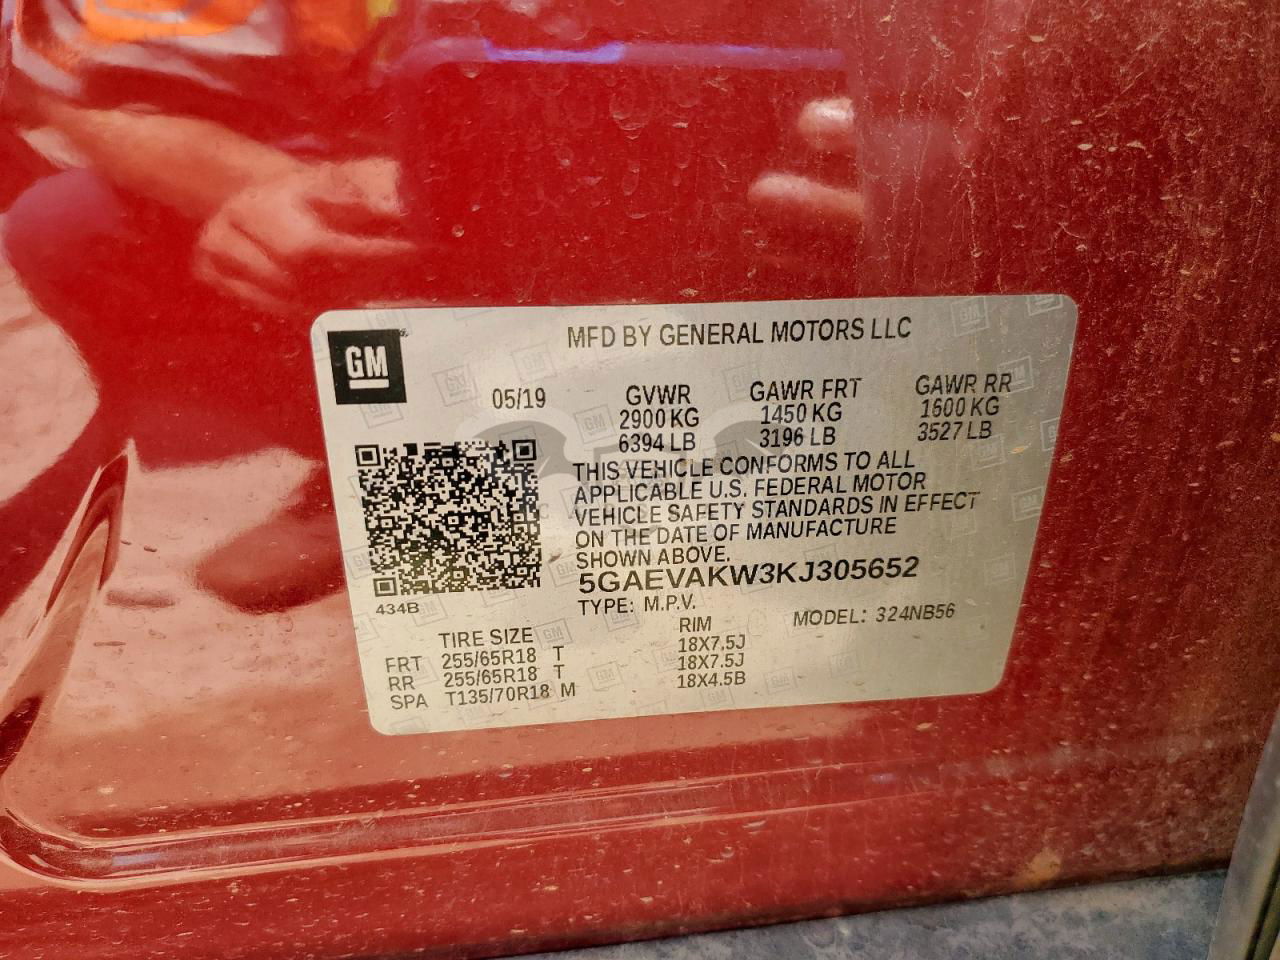 MFD BY GENERAL MOTORS LLC
GM
05/19 GVWR GAWR FRT GAWR RR
2900 KG 1450 KG 1600 KG
6394 LB 3196 LB 3527 LB
THIS VEHICLE CONFORMS TO ALL
APPLICABLE U.S. FEDERAL MOTOR
VEHICLE SAFETY STANDARDS IN EFFECT
ON THE DATE OF MANUFACTURE
SHOWN ABOVE.
5GAEVAKW3KJ305652
434B
TYPE: M.P.V. MODEL: 324NB56
TIRE SIZE RIM
FRT 255/65R18 T 18X7.5J
RR 255/65R18 T 18X7.5J
SPA T135/70R18 M 18X4.5B